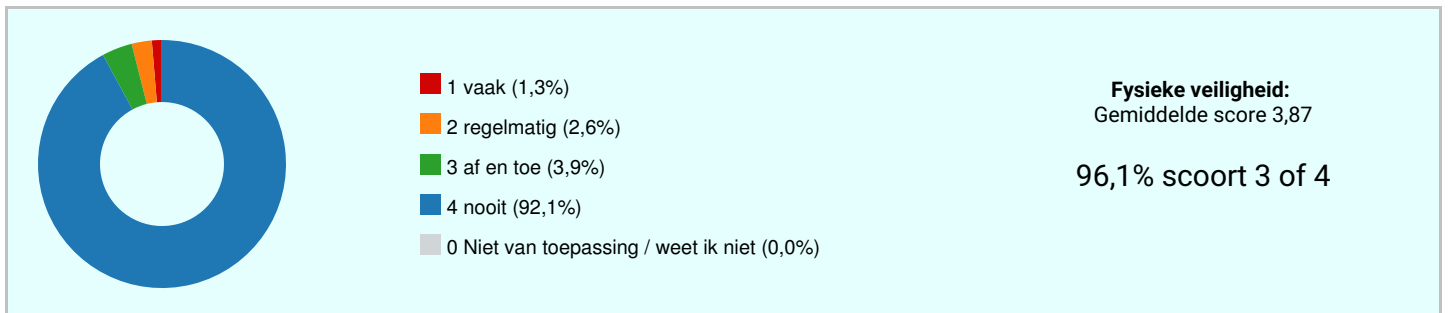 1 vaak (1,3%)
2 regelmatig (2,6%)
3 af en toe (3,9%)
4 nooit (92,1%)
0 Niet van toepassing / weet ik niet (0,0%)
Fysieke veiligheid:
Gemiddelde score 3,87
96,1% scoort 3 of 4